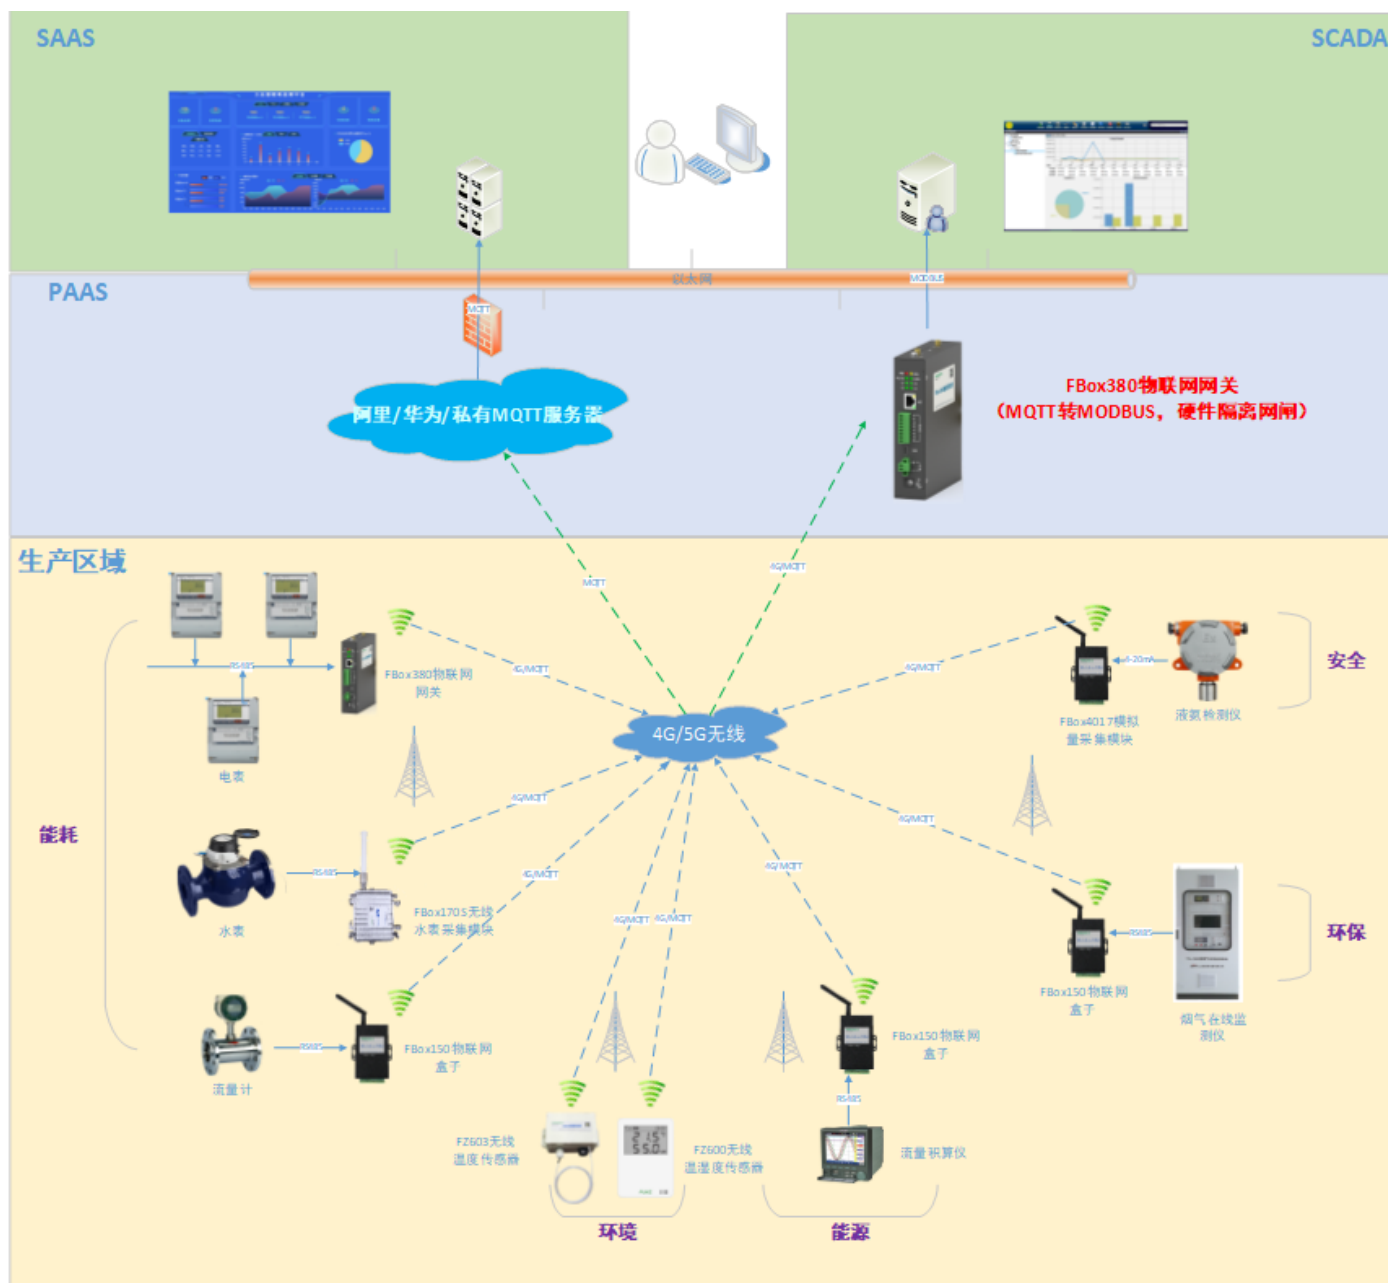 SAAS
SCADA
以太网
MODBUS
PAAS
MQTT
FBox380物联网网关
（MQTT转MODBUS，硬件隔离网闸）
阿里/华为/私有MQTT服务器
生产区域
MQTT
4G/MQTT
RS485
FBox380物联网
网关
4G/MQTT
4G/MQTT
4-20mA
安全
FBox4017模拟
量采集模块
液氨检测仪
4G/5G无线
电表
4G/MQTT
4G/MQTT
能耗
RS485
4G/MQTT
4G/MQTT
FBox170S无线
水表采集模块
水表
4G/MQTT
4G/MQTT
RS485
环保
FBox150物联网
盒子
烟气在线监
测仪
RS485
FBox150物联网
盒子
流量计
FBox150物联网
盒子
RS485
FZ603无线
温度传感器
21.5
55.0
FZ600无线
温湿度传感器
流量积算仪
环境
能源